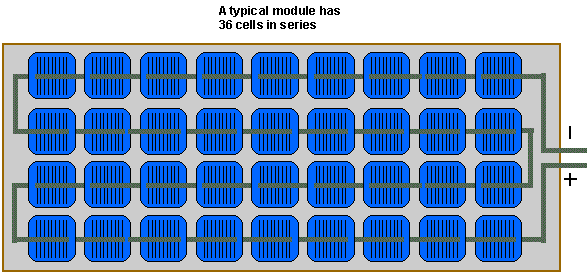 A typical module has
36 cells in series
–
+